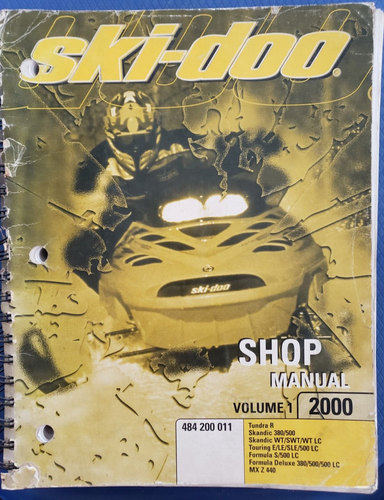 ski-doo®
ski-doo
SHOP
MANUAL
VOLUME 1 2000
484 200 011
Tundra R
Skandic 380/500
Skandic WT/SWT/WT LC
Touring E/LE/SLE/500 LC
Formula S/500 LC
Formula Deluxe 380/500/500 LC
MX Z 440